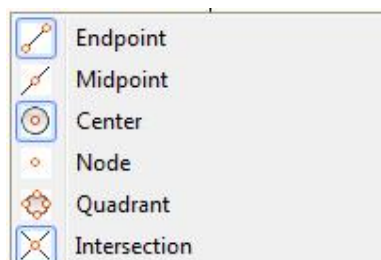 Endpoint
Midpoint
Center
Node
Quadrant
Intersection